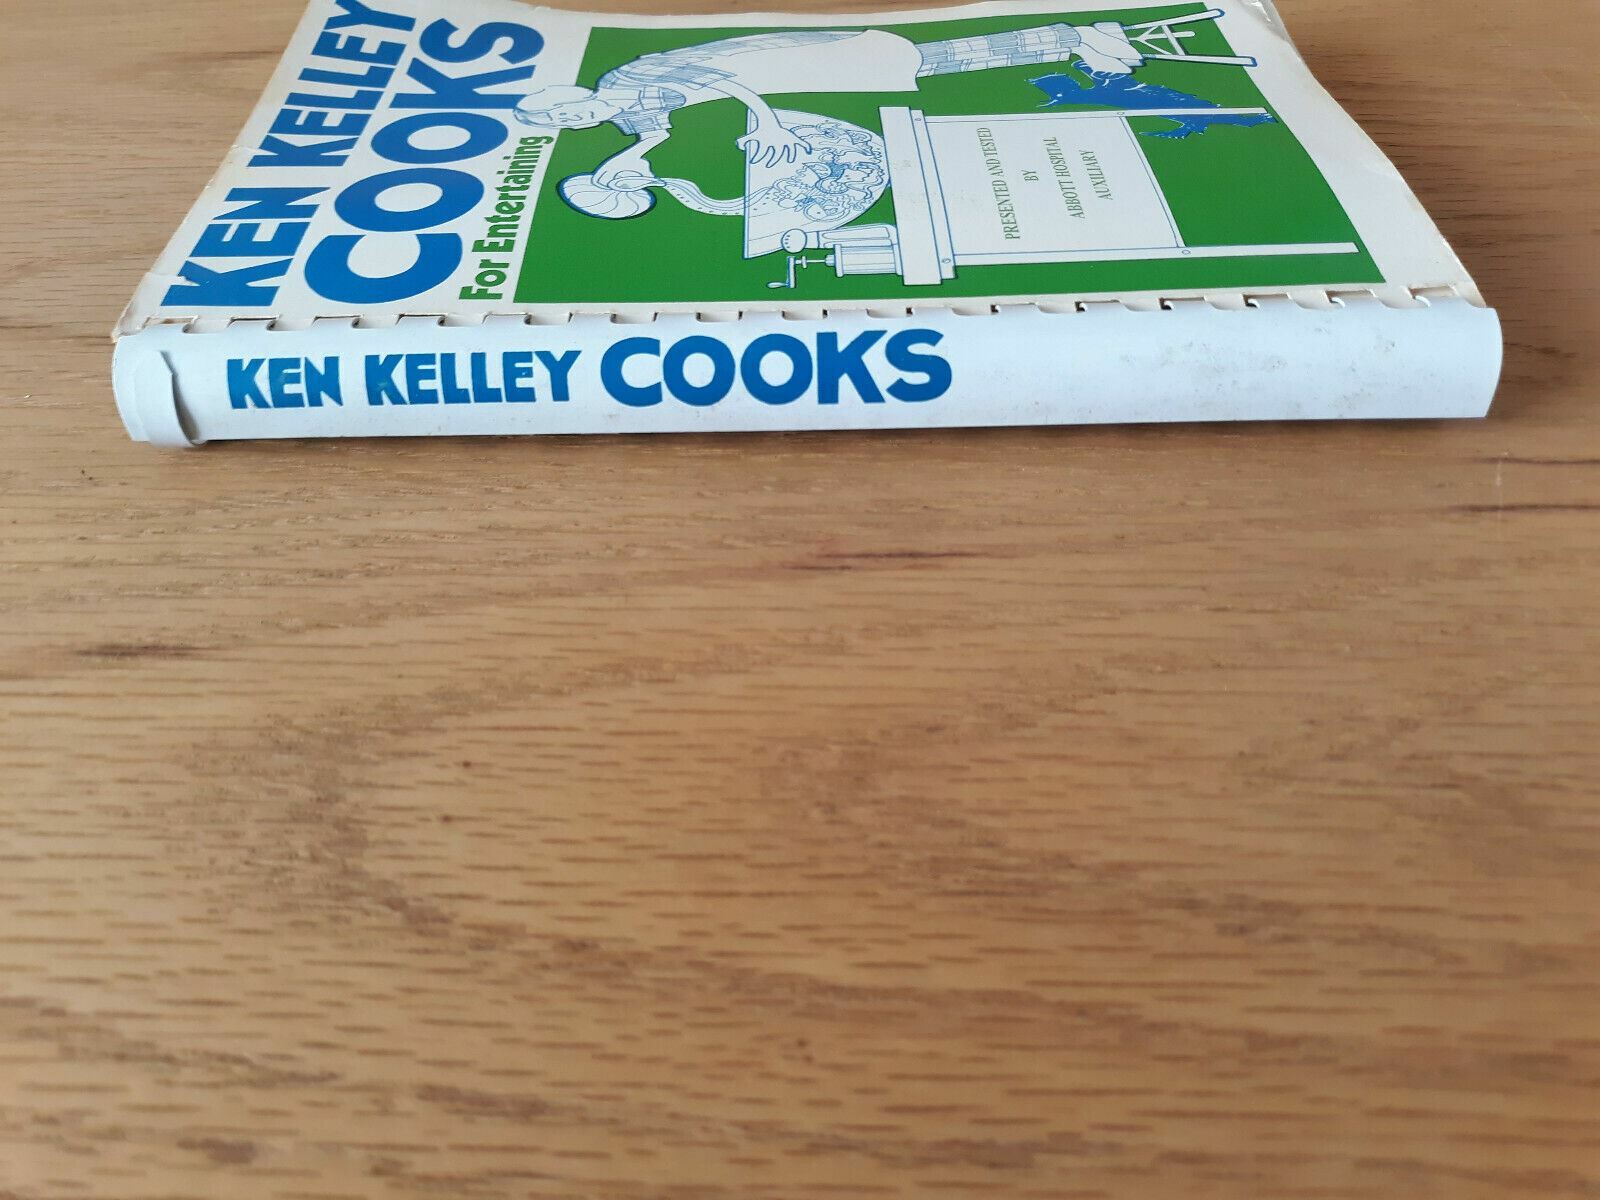 KEN KELLEY
COOKS
For Entertaining
PRESENTED AND TESTED
BY
ABBOTT HOSPITAL
AUXILIARY
KEN KELLEY COOKS